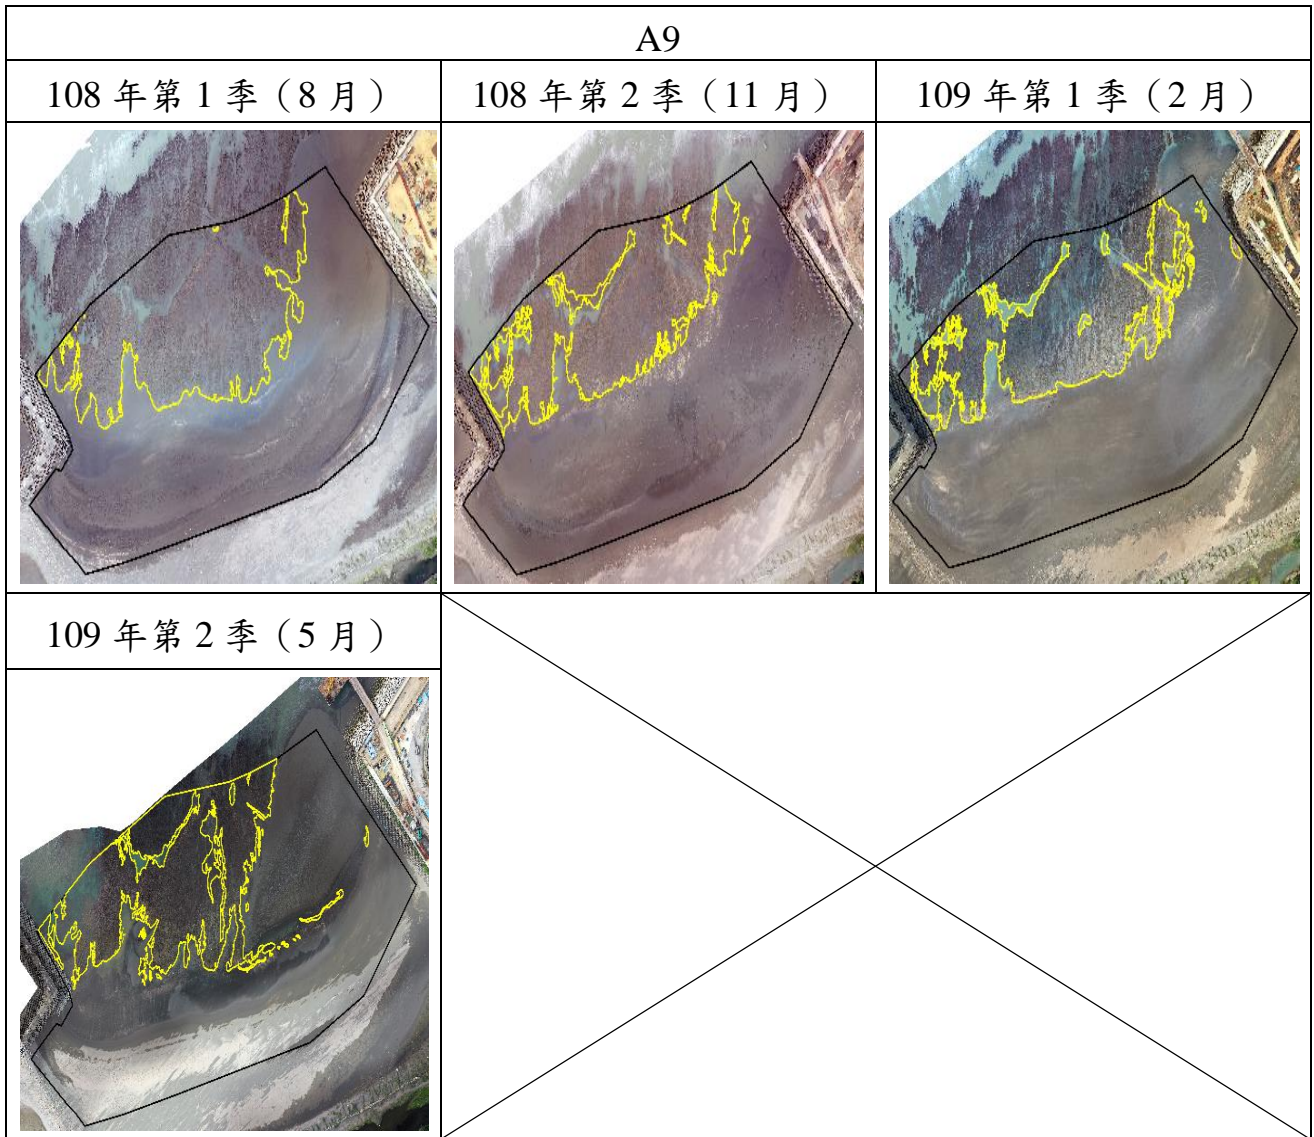 A9
108 年第 1 季（8 月）
108 年第 2 季（11 月）
109 年第 1 季（2 月）
109 年第 2 季（5 月）